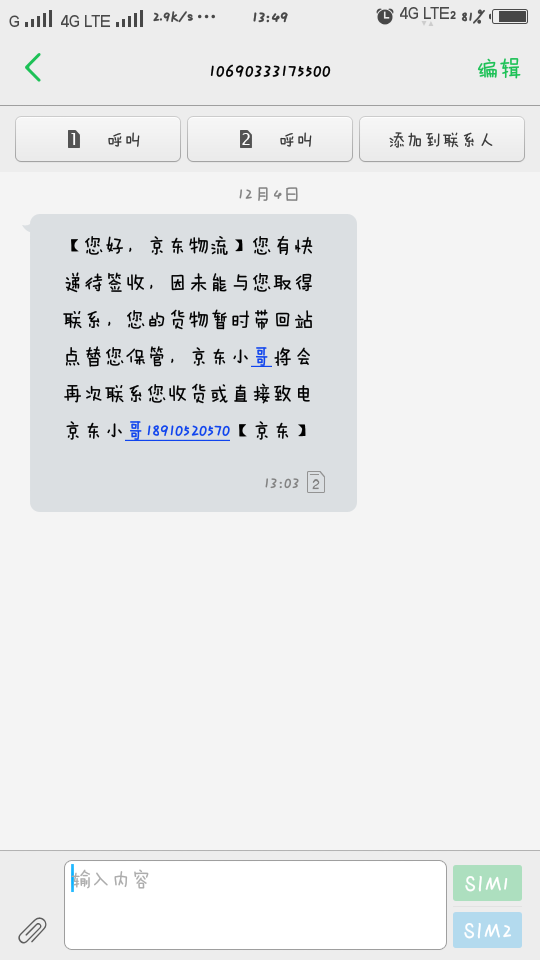 G 4G LTE 2.9K/s ... 13:49 4G LTE2 81%
10690333175500 编辑
1 呼叫 2 呼叫 添加到联系人
12月4日
【您好，京东物流】您有快
递待签收，因未能与您取得
联系，您的货物暂时带回站
点替您保管，京东小哥将会
再次联系您收货或直接致电
京东小哥18910520570【京东】
13:03 2
输入内容
SIM1
SIM2